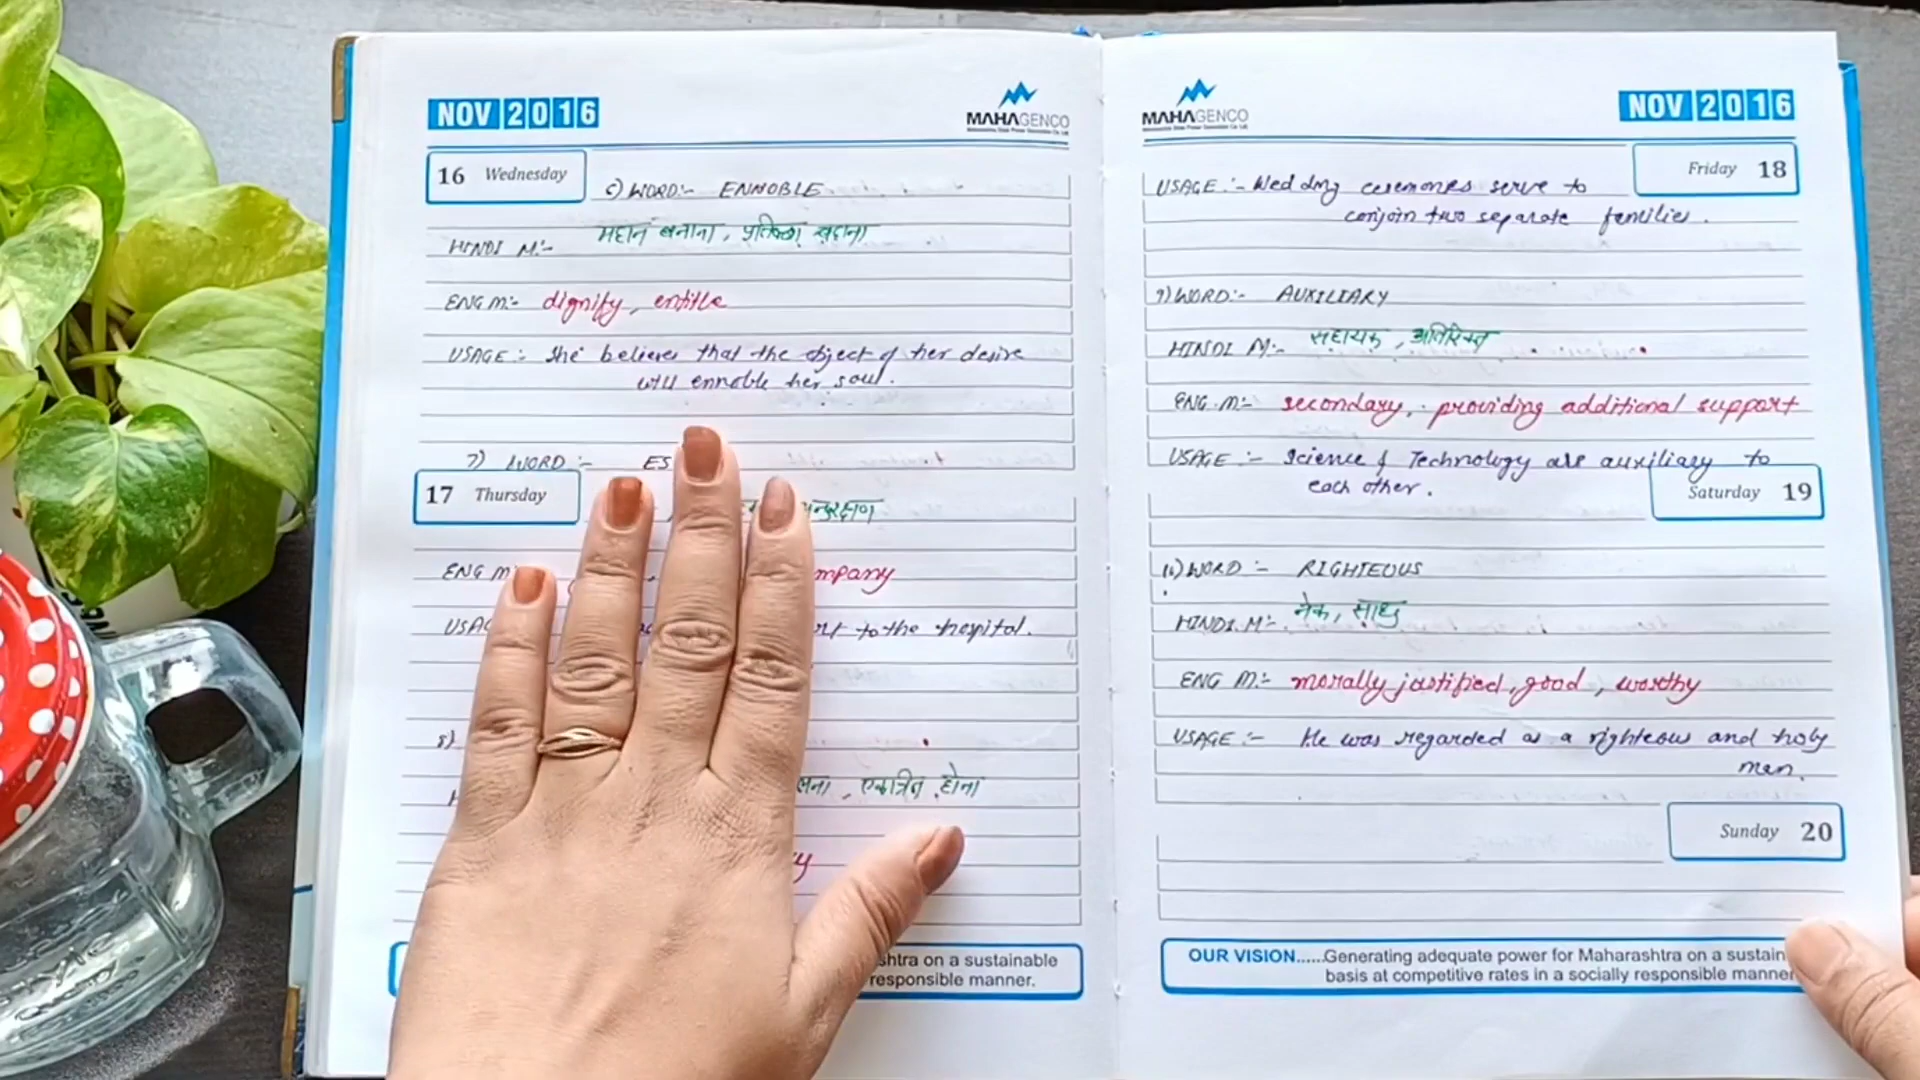 NOV 2016
MAHAGENCO
16 Wednesday
6) WORD:- ENNOBLE
HINDI M:- महान बनाना, प्रतिष्ठा बढ़ाना
ENG M:- dignify, entitle
USAGE:- She believes that the object of her desire
will ennoble her soul.
7) WORD:- ES
17 Thursday
अनुरक्षण
ENG M mpany
USA rt to the hospital.
8)
लना, एकत्रित होना
y
shtra on a sustainable
responsible manner.
MAHAGENCO
NOV 2016
Friday 18
USAGE:- Wedding ceremonies serve to
conjoin two separate families.
9) WORD:- AUXILIARY
HINDI M:- सहायक, अतिरिक्त
ENG.M:- secondary, providing additional support
USAGE:- Science & Technology are auxiliary to
each other.
Saturday 19
10) WORD:- RIGHTEOUS
HINDI.M:- नेक, साधु
ENG M:- morally justified, good, worthy
USAGE:- He was regarded as a righteous and holy
man.
Sunday 20
OUR VISION......Generating adequate power for Maharashtra on a sustain
basis at competitive rates in a socially responsible manner